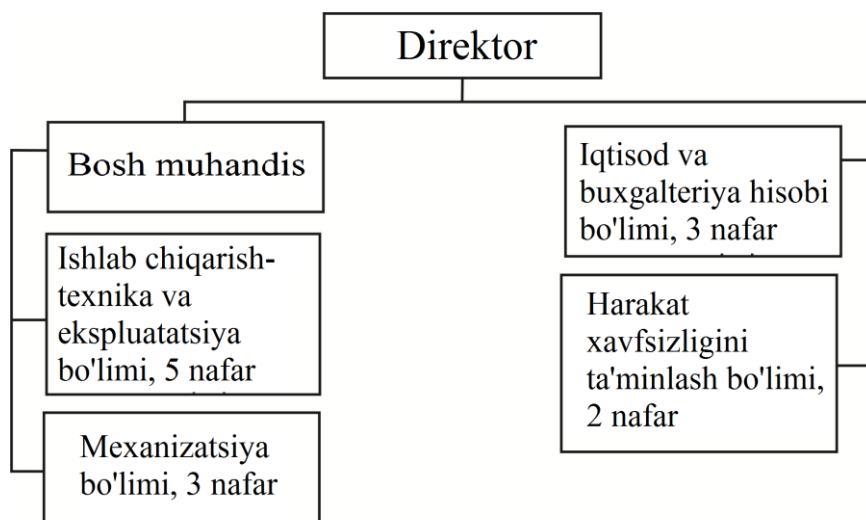 Direktor
Bosh muhandis
Ishlab chiqarish-
texnika va
ekspluatatsiya
bo'limi, 5 nafar
Mexanizatsiya
bo'limi, 3 nafar
Iqtisod va
buxgalteriya hisobi
bo'limi, 3 nafar
Harakat
xavfsizligini
ta'minlash bo'limi,
2 nafar